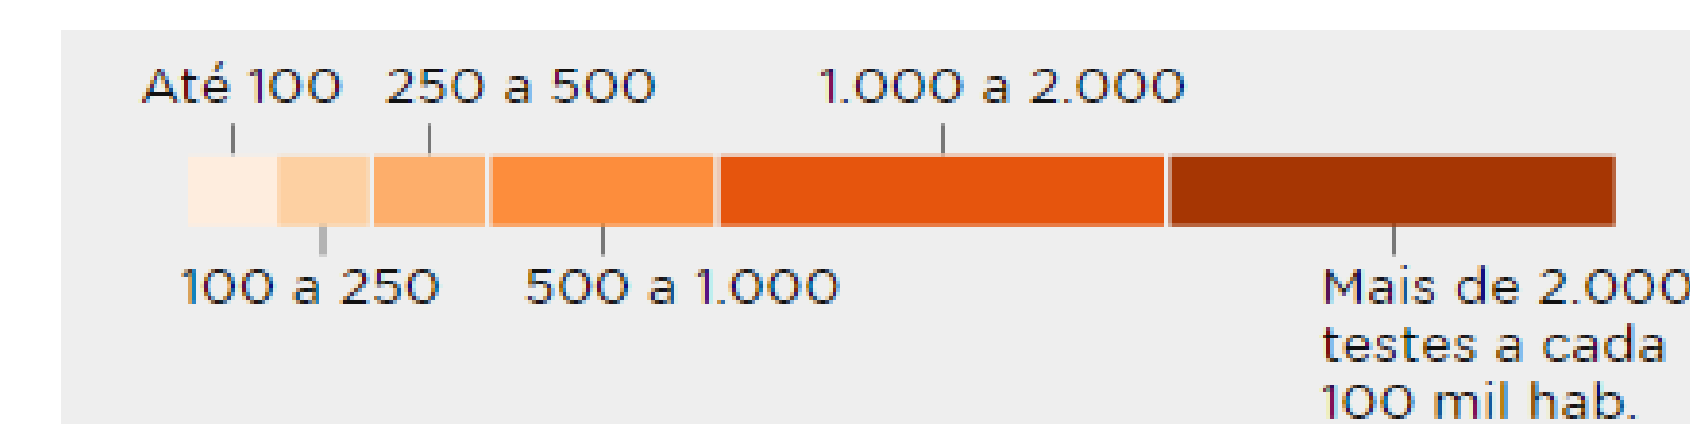 Até 100 250 a 500 1.000 a 2.000
100 a 250 500 a 1.000 Mais de 2.000
testes a cada
100 mil hab.